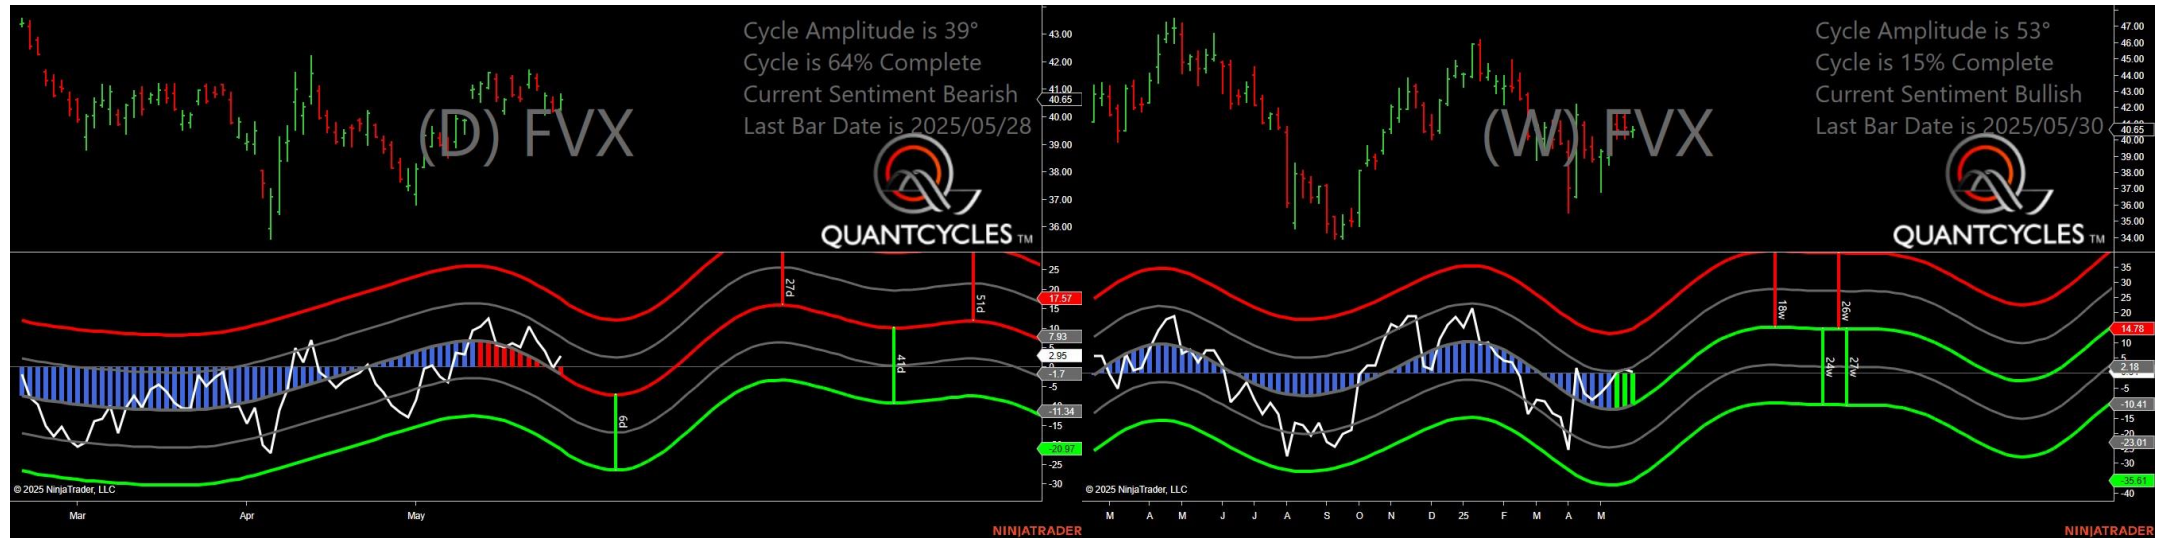 Cycle Amplitude is 39°
Cycle is 64% Complete
Current Sentiment Bearish
Last Bar Date is 2025/05/28
(D) FVX
QUANTCYCLES TM
43.00
42.00
41.00
40.65
40.00
39.00
38.00
37.00
36.00
25
20
17.57
15
10
7.93
5
2.95
-1.7
-5
-11.34
-15
-20.97
-25
-30
27d
51d
41d
6d
© 2025 NinjaTrader, LLC
Mar Apr May
NINJATRADER
Cycle Amplitude is 53°
Cycle is 15% Complete
Current Sentiment Bullish
Last Bar Date is 2025/05/30
(W) FVX
QUANTCYCLES TM
47.00
46.00
45.00
44.00
43.00
42.00
40.65
40.00
39.00
38.00
37.00
36.00
35.00
34.00
35
30
25
20
14.78
10
5
2.18
-5
-10.41
-15
-23.01
-30
-35.61
-40
18w
26w
24w
27w
© 2025 NinjaTrader, LLC
M A M J J A S O N D 25 F M A M
NINJATRADER